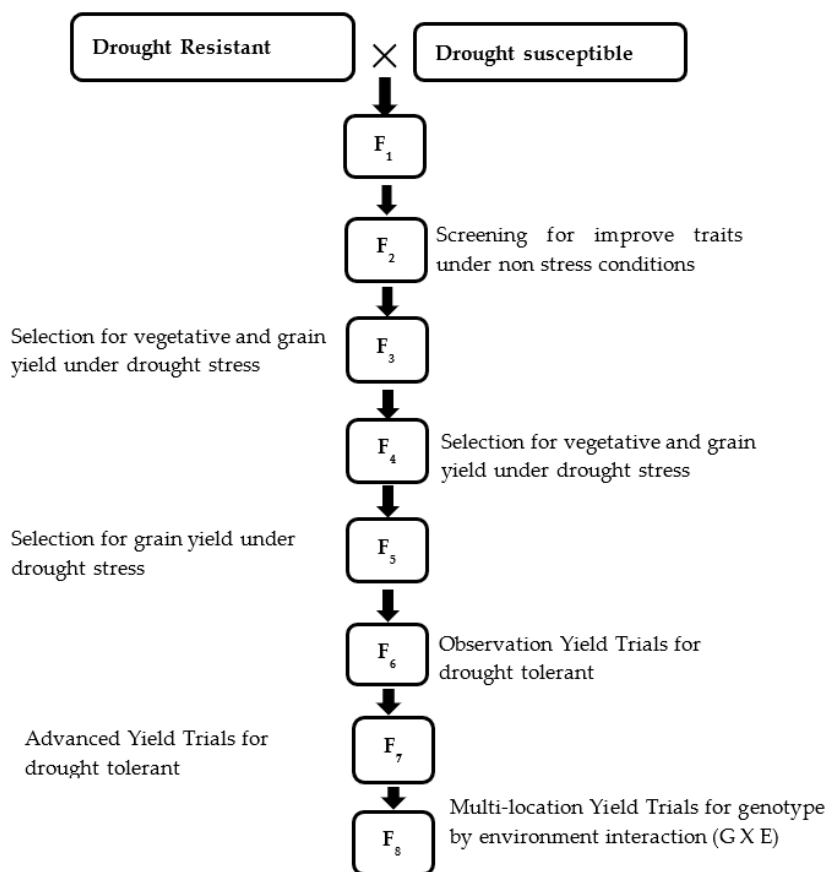 Drought Resistant
Drought susceptible
F₁
F₂
Screening for improve traits
under non stress conditions
Selection for vegetative and grain
yield under drought stress
F₃
F₄
Selection for vegetative and grain
yield under drought stress
Selection for grain yield under
drought stress
F₅
F₆
Observation Yield Trials for
drought tolerant
Advanced Yield Trials for
drought tolerant
F₇
F₈
Multi-location Yield Trials for genotype
by environment interaction (G X E)